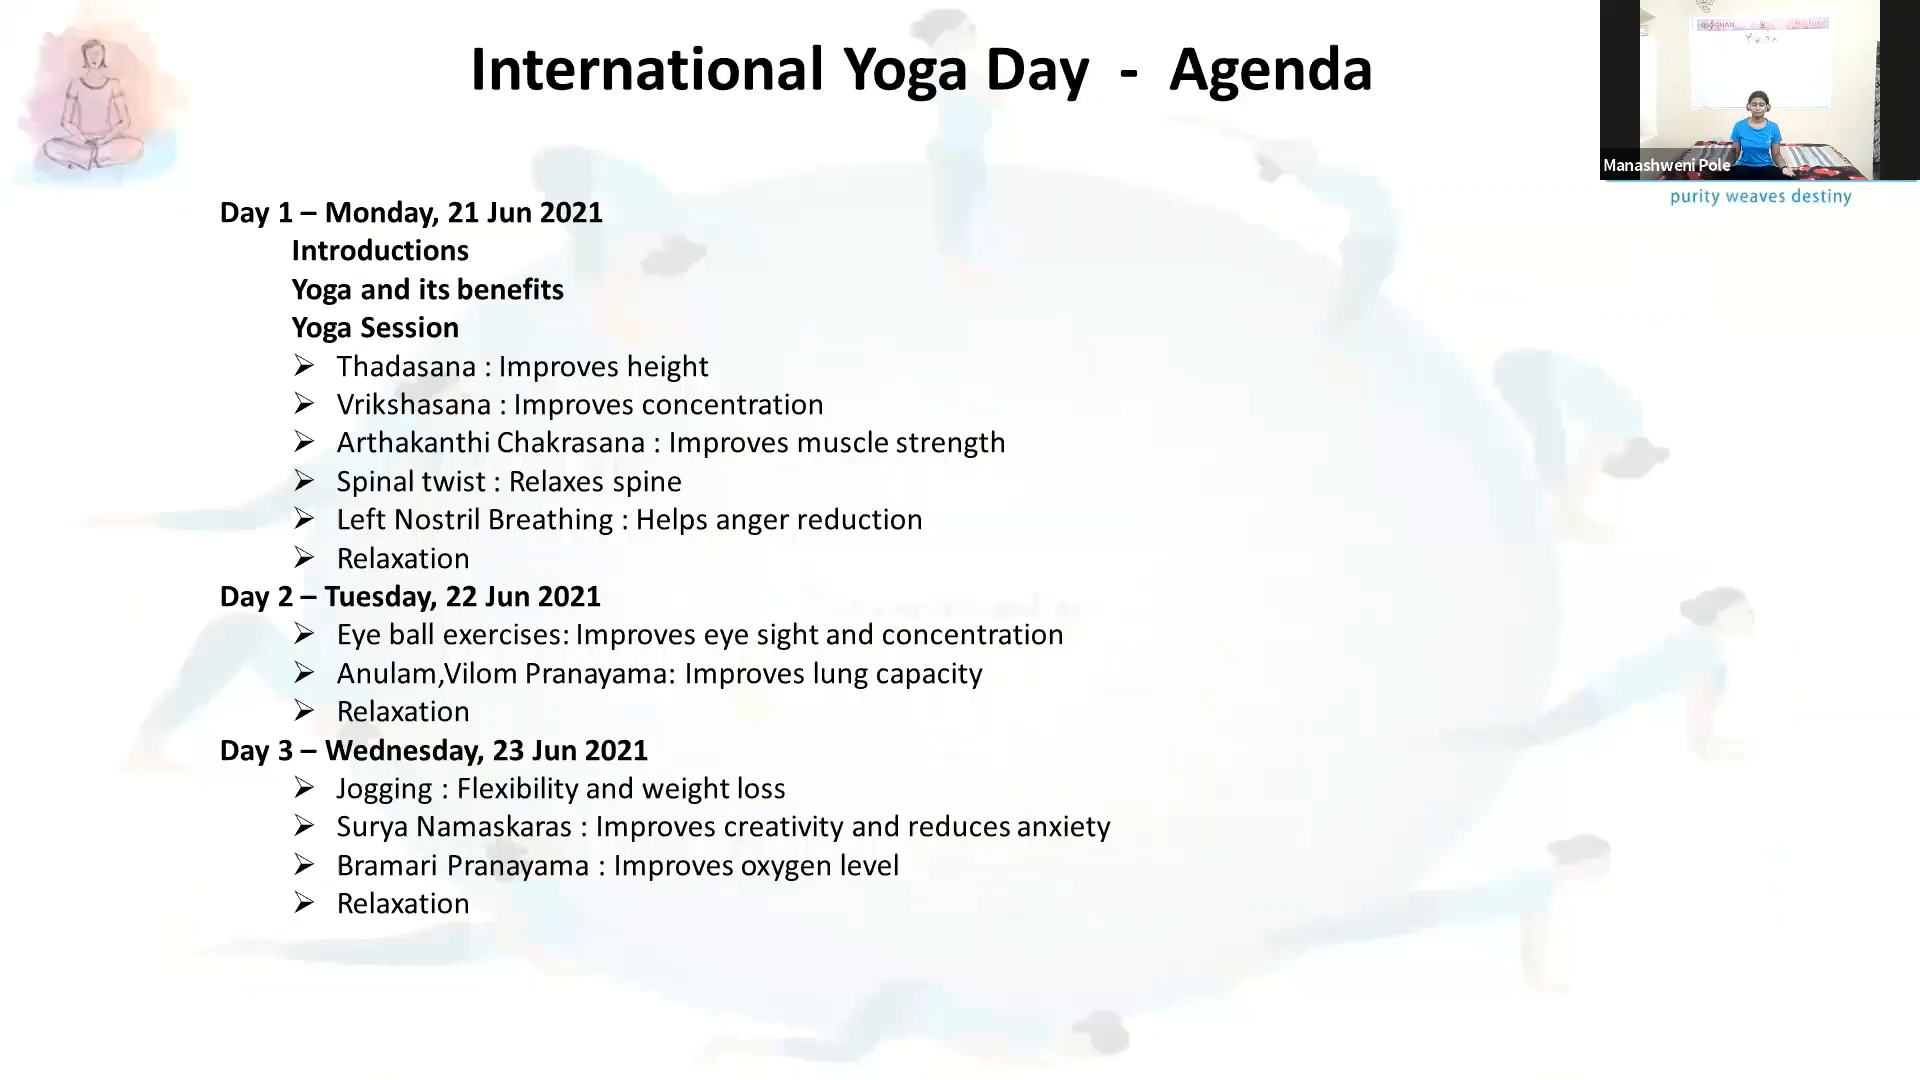 International Yoga Day - Agenda
Manashweni Pole
purity weaves destiny
Day 1 – Monday, 21 Jun 2021
Introductions
Yoga and its benefits
Yoga Session
Thadasana : Improves height
Vrikshasana : Improves concentration
Arthakanthi Chakrasana : Improves muscle strength
Spinal twist : Relaxes spine
Left Nostril Breathing : Helps anger reduction
Relaxation
Day 2 – Tuesday, 22 Jun 2021
Eye ball exercises: Improves eye sight and concentration
Anulam,Vilom Pranayama: Improves lung capacity
Relaxation
Day 3 – Wednesday, 23 Jun 2021
Jogging : Flexibility and weight loss
Surya Namaskaras : Improves creativity and reduces anxiety
Bramari Pranayama : Improves oxygen level
Relaxation